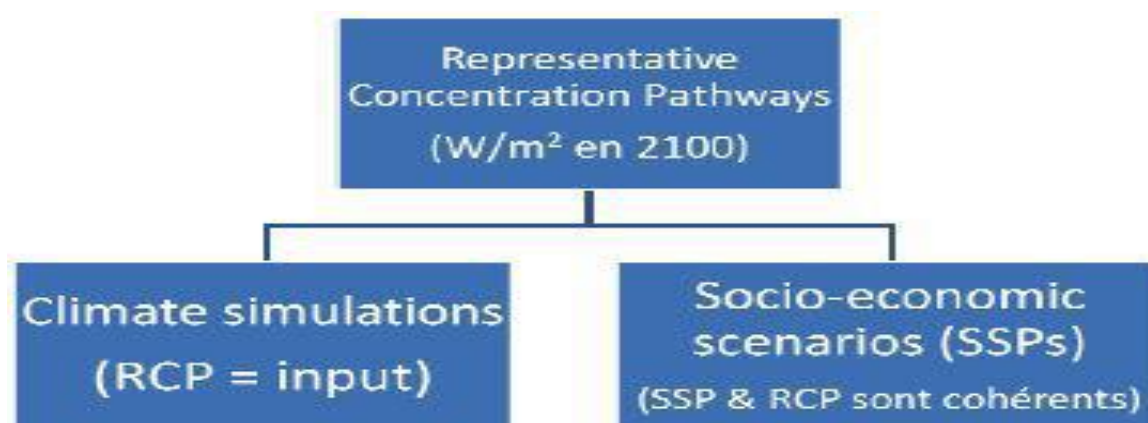 Representative
Concentration Pathways
(W/m² en 2100)
Climate simulations
(RCP = input)
Socio-economic
scenarios (SSPs)
(SSP & RCP sont cohérents)